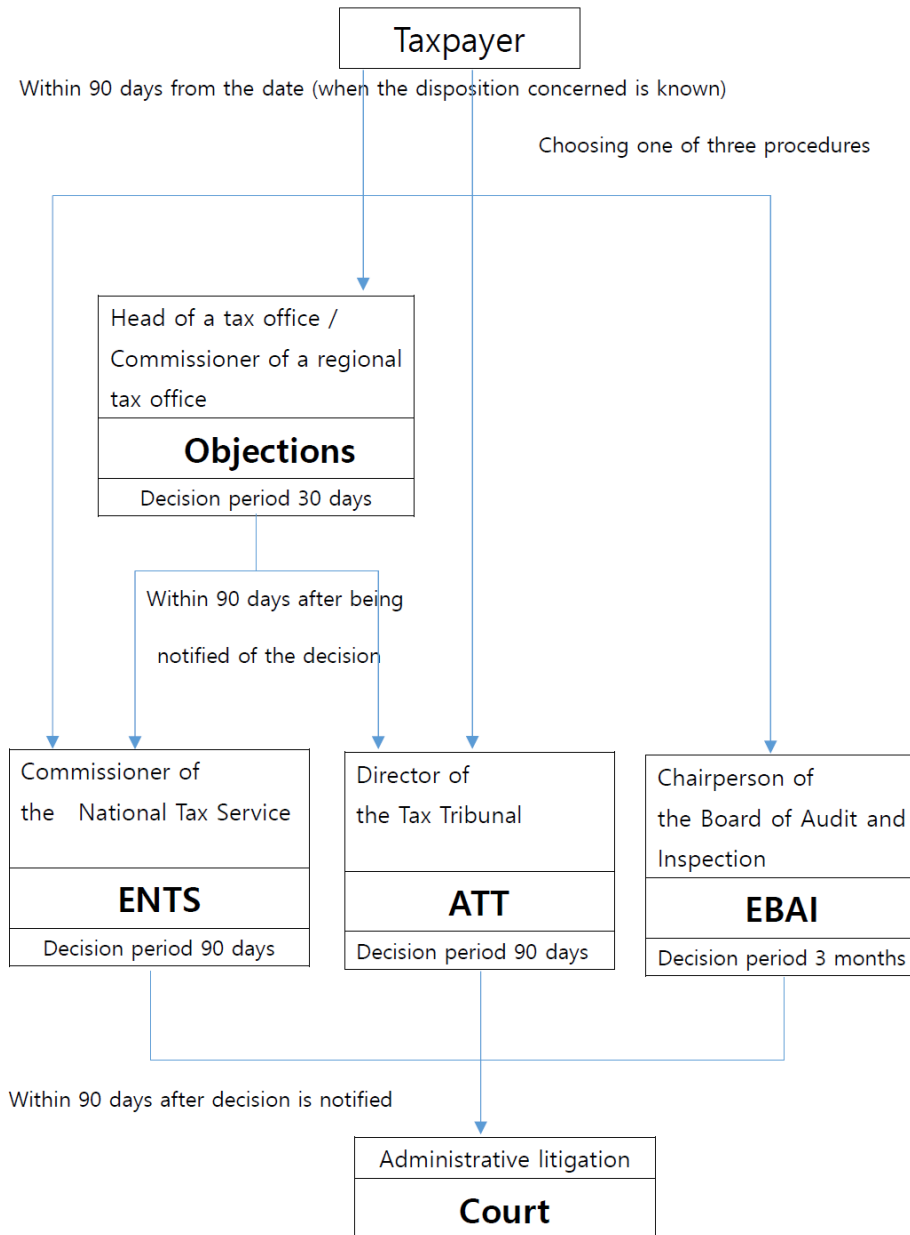 Taxpayer
Within 90 days from the date (when the disposition concerned is known)
Choosing one of three procedures
Head of a tax office /
Commissioner of a regional
tax office
Objections
Decision period 30 days
Within 90 days after being
notified of the decision
Commissioner of
the National Tax Service
ENTS
Decision period 90 days
Director of
the Tax Tribunal
ATT
Decision period 90 days
Chairperson of
the Board of Audit and
Inspection
EBAI
Decision period 3 months
Within 90 days after decision is notified
Administrative litigation
Court